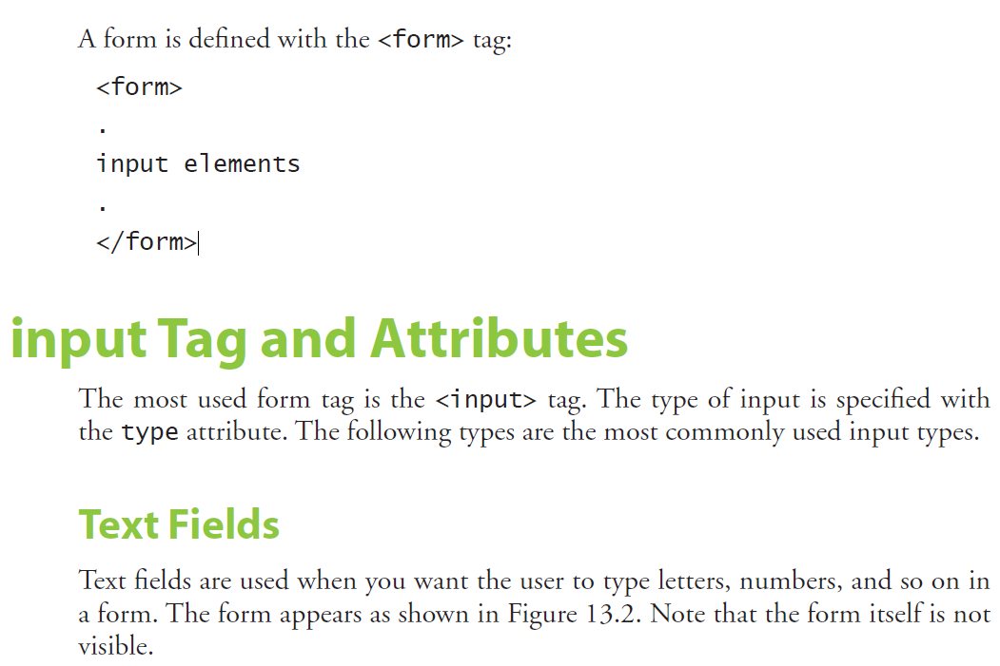 A form is defined with the <form> tag:
<form>
.
input elements
.
</form>
input Tag and Attributes
The most used form tag is the <input> tag. The type of input is specified with
the type attribute. The following types are the most commonly used input types.
Text Fields
Text fields are used when you want the user to type letters, numbers, and so on in
a form. The form appears as shown in Figure 13.2. Note that the form itself is not
visible.